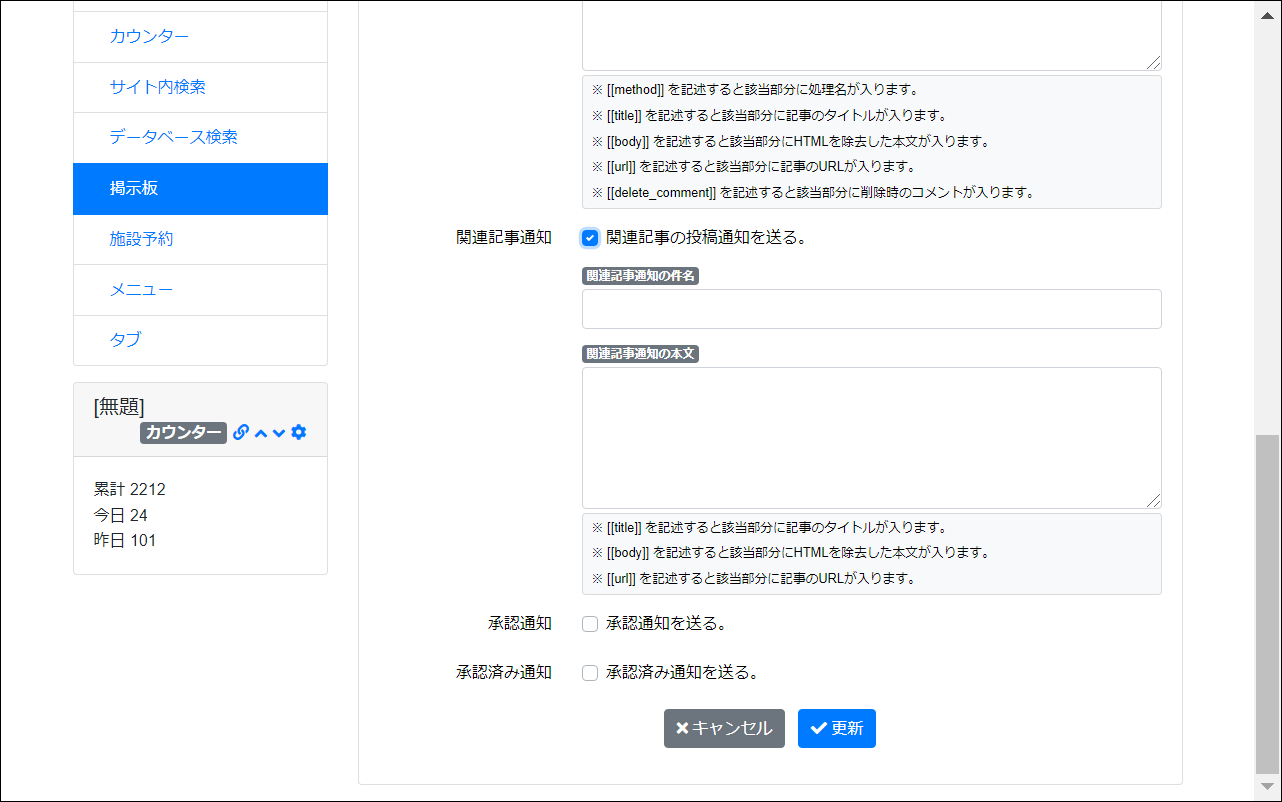 カウンター
サイト内検索
データベース検索
掲示板
施設予約
メニュー
タブ
[無題]
カウンター
累計 2212
今日 24
昨日 101
※ [[method]] を記述すると該当部分に処理名が入ります。
※ [[title]] を記述すると該当部分に記事のタイトルが入ります。
※ [[body]] を記述すると該当部分にHTMLを除去した本文が入ります。
※ [[url]] を記述すると該当部分に記事のURLが入ります。
※ [[delete_comment]] を記述すると該当部分に削除時のコメントが入ります。
関連記事通知 関連記事の投稿通知を送る。
関連記事通知の件名
関連記事通知の本文
※ [[title]] を記述すると該当部分に記事のタイトルが入ります。
※ [[body]] を記述すると該当部分にHTMLを除去した本文が入ります。
※ [[url]] を記述すると該当部分に記事のURLが入ります。
承認通知 承認通知を送る。
承認済み通知 承認済み通知を送る。
キャンセル 更新